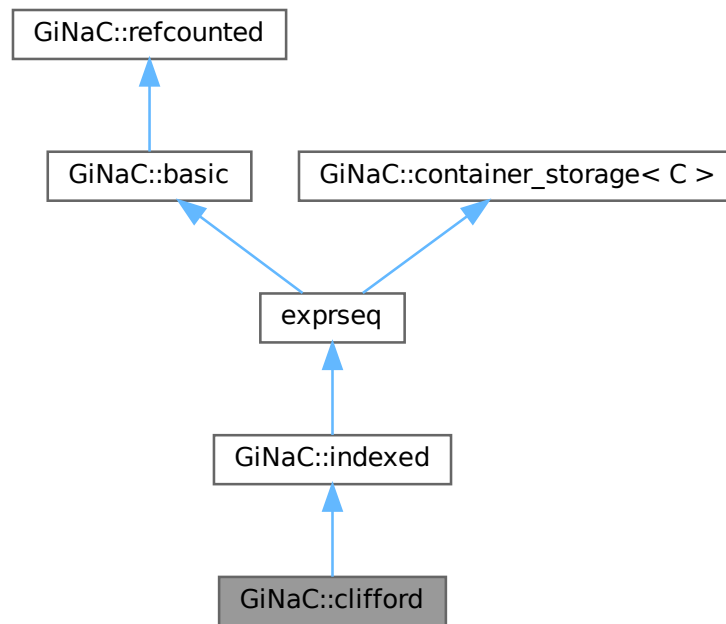 GiNaC::refcounted
GiNaC::basic
GiNaC::container_storage< C >
exprseq
GiNaC::indexed
GiNaC::clifford